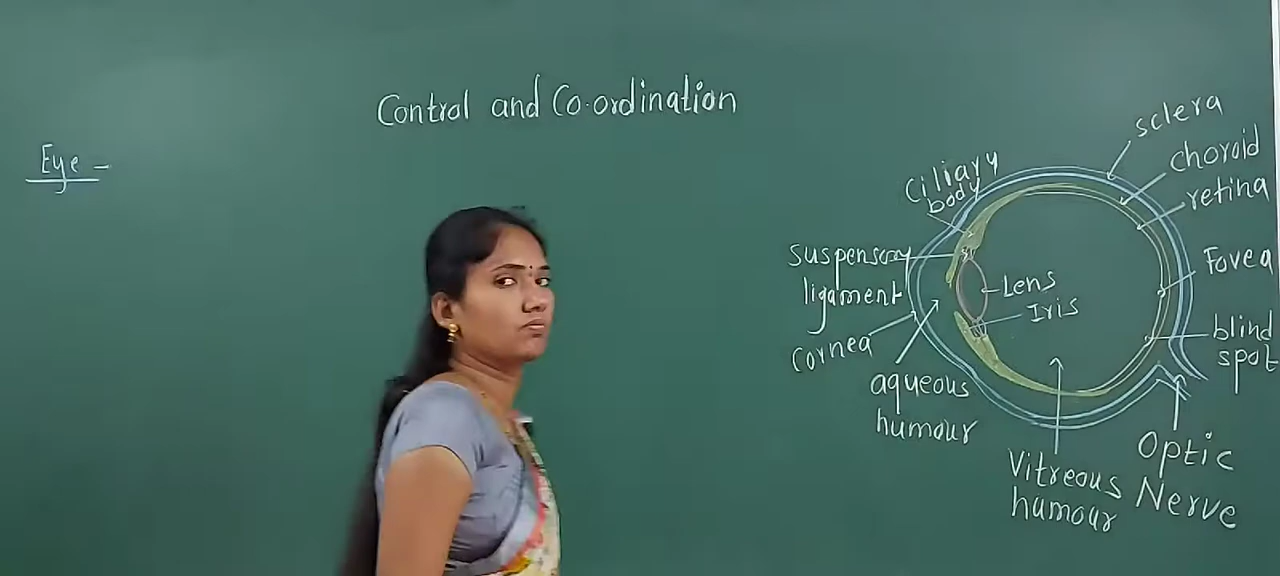 Control and Co-ordination
Eye -
sclera
choroid
retina
Ciliary
body
suspensory
ligament
Fovea
Lens
Iris
blind
spot
Cornea
aqueous
humour
Vitreous
humour
Optic
Nerve